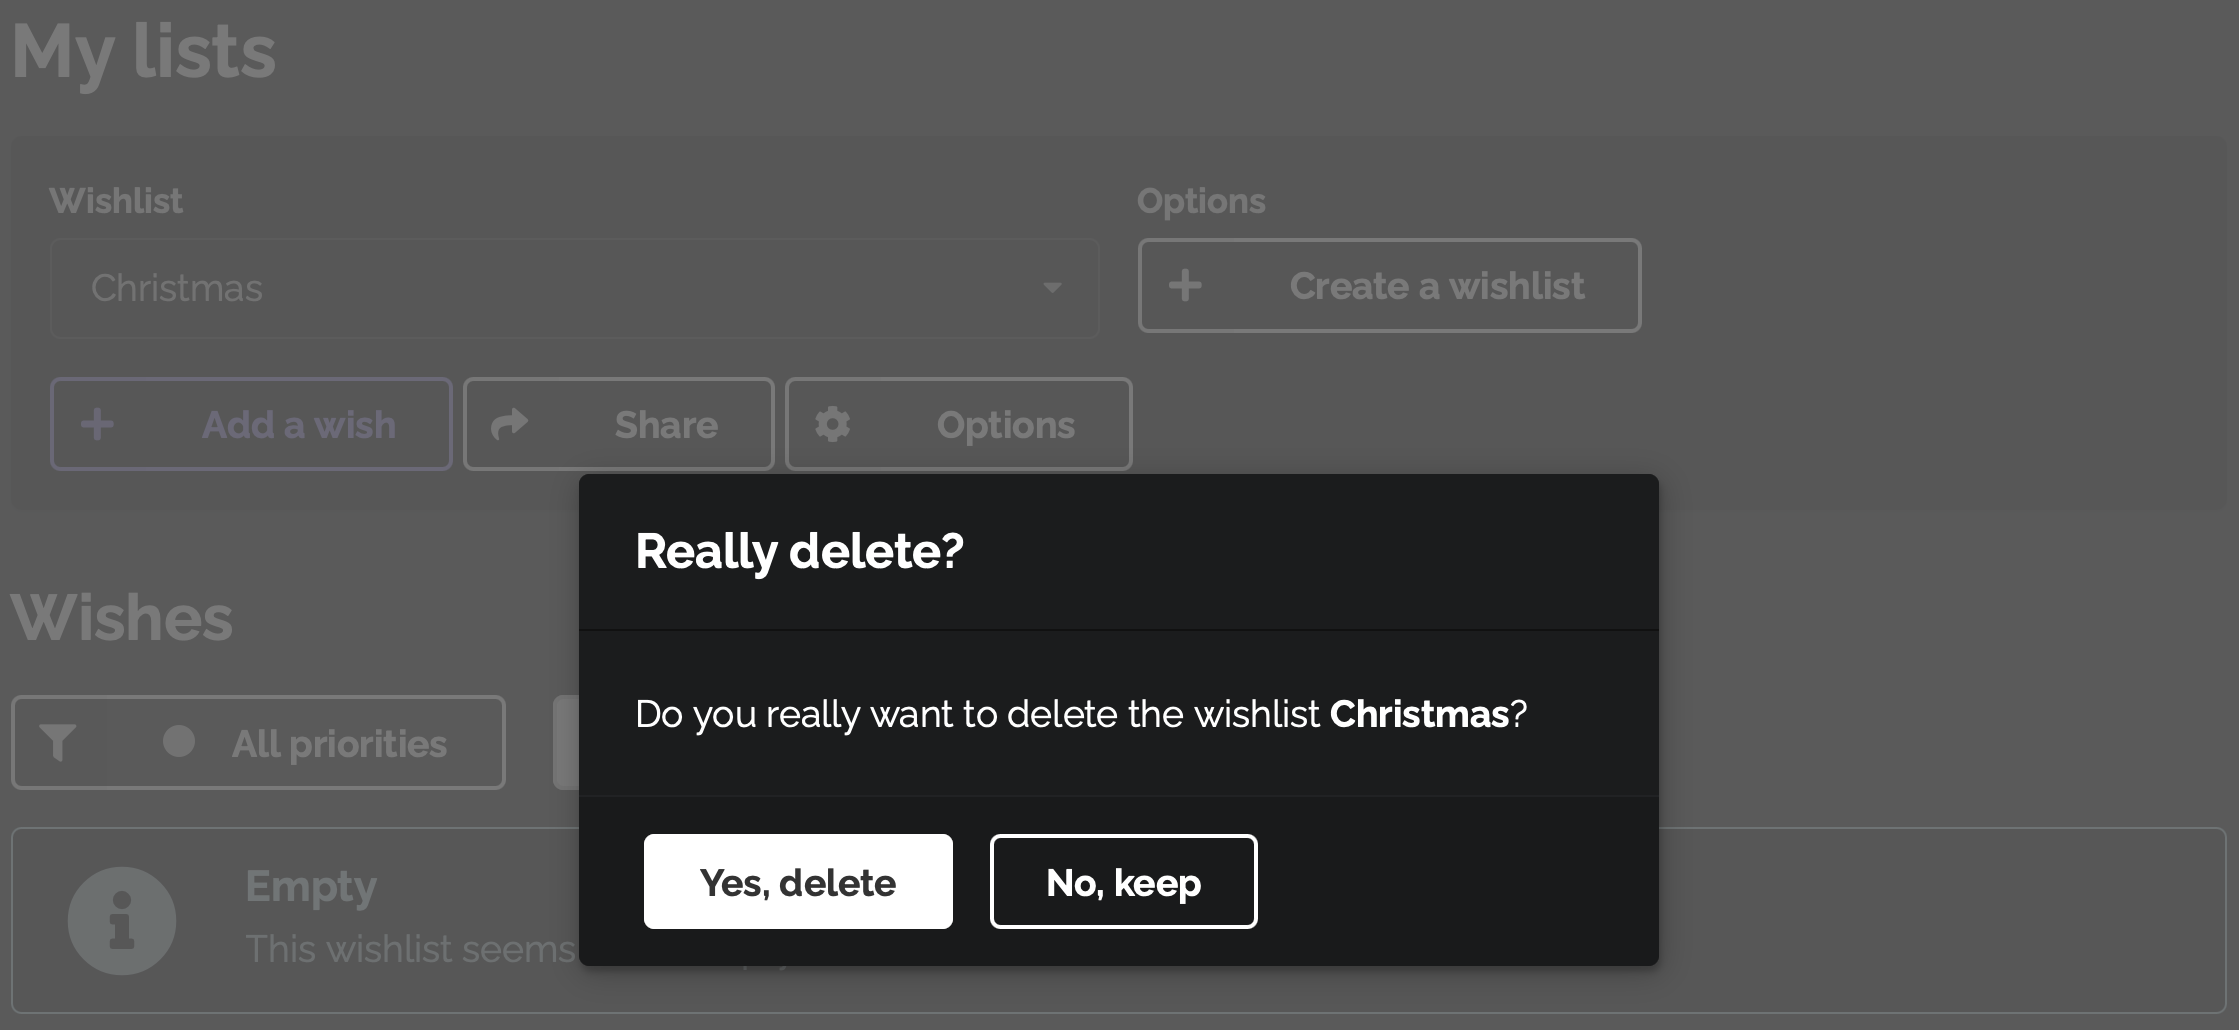 My lists
Wishlist
Options
Christmas
Create a wishlist
Add a wish
Share
Options
Really delete?
Wishes
Do you really want to delete the wishlist Christmas?
All priorities
Yes, delete
No, keep
Empty
This wishlist seems